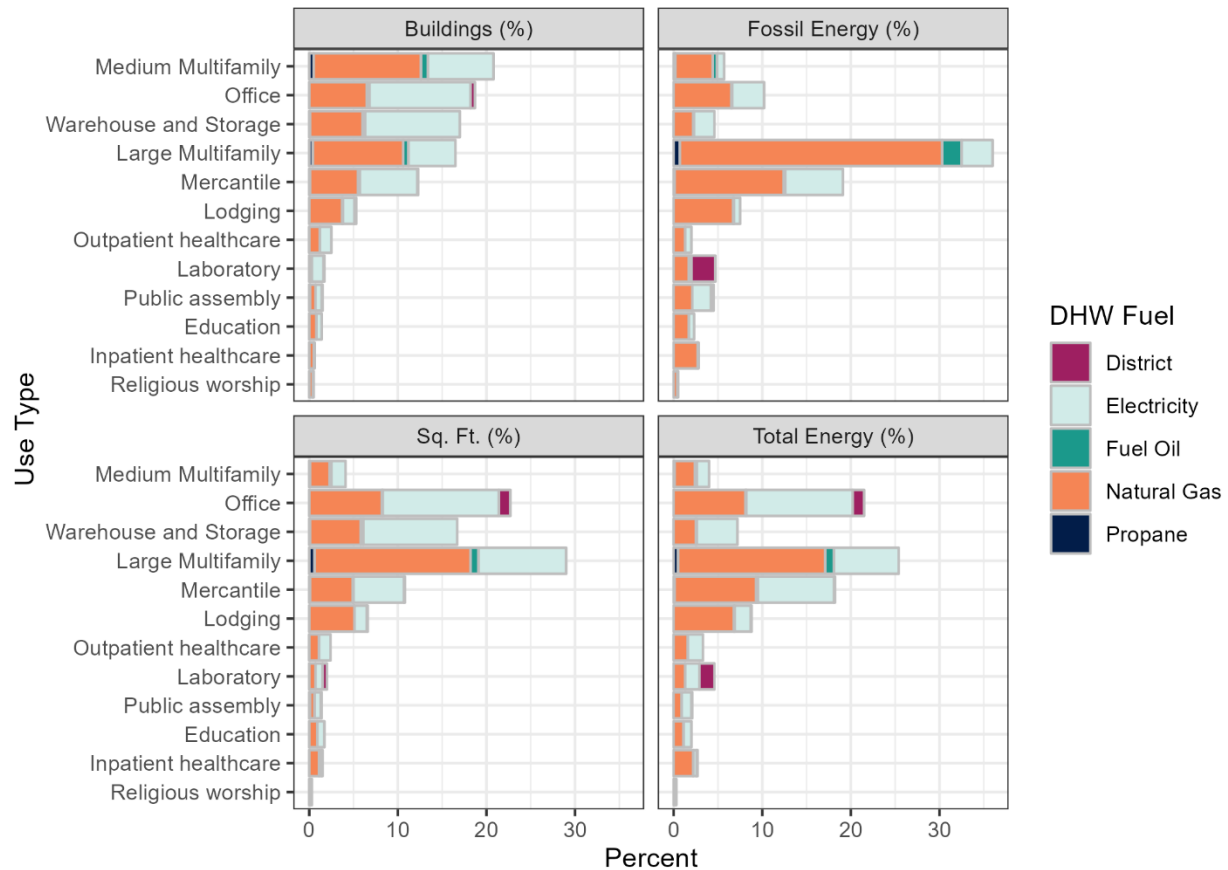 Buildings (%)
Fossil Energy (%)
Medium Multifamily
Office
Warehouse and Storage
Large Multifamily
Mercantile
Lodging
Outpatient healthcare
Laboratory
Public assembly
Education
Inpatient healthcare
Religious worship
Use Type
Sq. Ft. (%)
Total Energy (%)
Medium Multifamily
Office
Warehouse and Storage
Large Multifamily
Mercantile
Lodging
Outpatient healthcare
Laboratory
Public assembly
Education
Inpatient healthcare
Religious worship
0 10 20 30
0 10 20 30
Percent
DHW Fuel
District
Electricity
Fuel Oil
Natural Gas
Propane